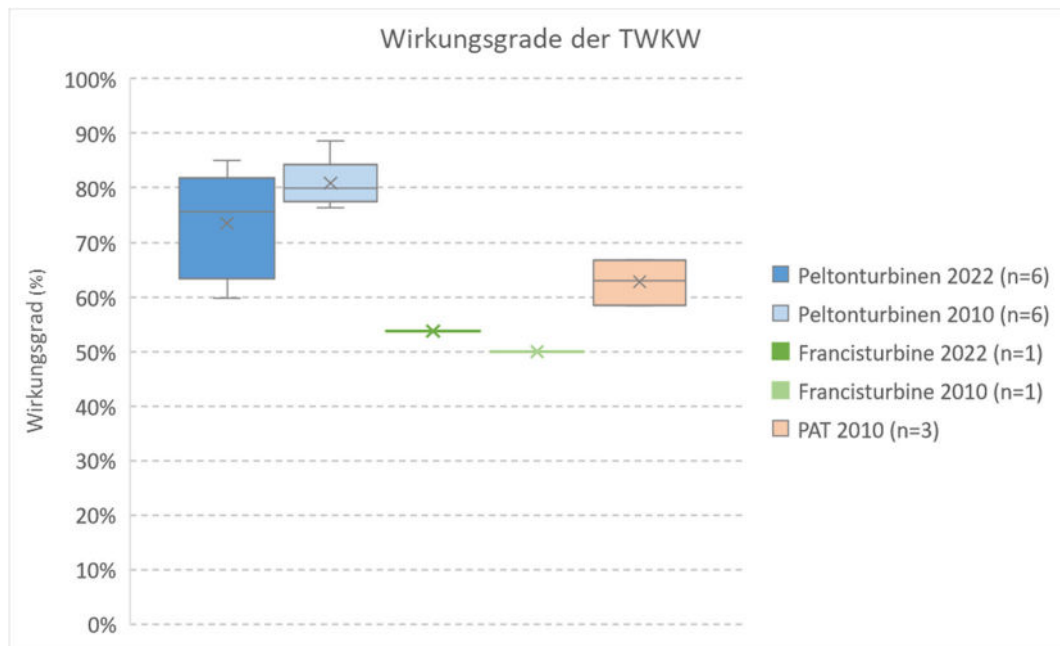 Wirkungsgrade der TWKW
100%
90%
80%
70%
60%
50%
40%
30%
20%
10%
0%
Wirkungsgrad (%)
Peltonturbinen 2022 (n=6)
Peltonturbinen 2010 (n=6)
Francisturbine 2022 (n=1)
Francisturbine 2010 (n=1)
PAT 2010 (n=3)